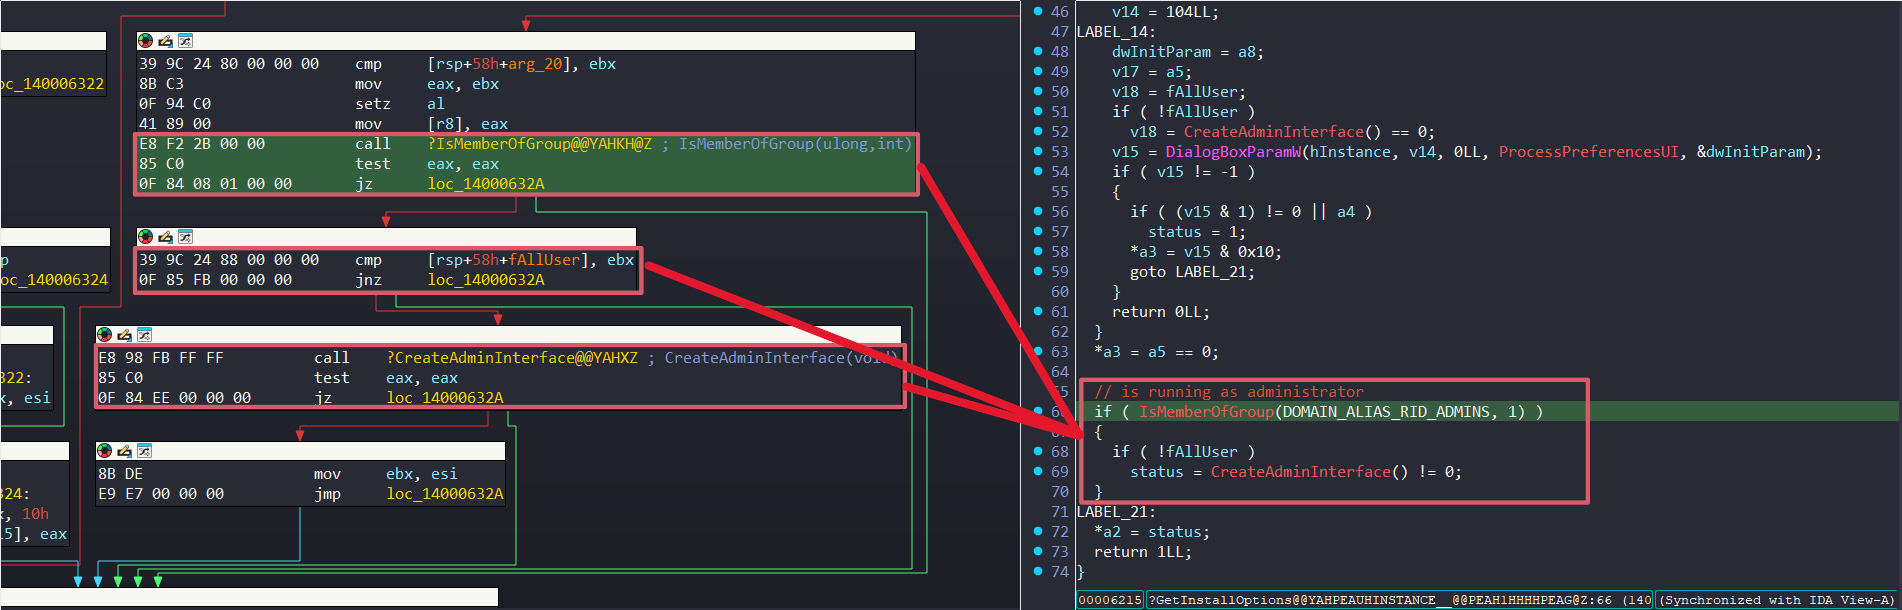 oc_140006322
39 9C 24 80 00 00 00 cmp [rsp+58h+arg_20], ebx
8B C3 mov eax, ebx
0F 94 C0 setz al
41 89 00 mov [r8], eax
E8 F2 2B 00 00 call ?IsMemberOfGroup@@YAHKH@Z ; IsMemberOfGroup(ulong,int)
85 C0 test eax, eax
0F 84 08 01 00 00 jz loc_14000632A
p
oc_140006324
39 9C 24 88 00 00 00 cmp [rsp+58h+fAllUser], ebx
0F 85 FB 00 00 00 jnz loc_14000632A
322:
x, esi
E8 98 FB FF FF call ?CreateAdminInterface@@YAHXZ ; CreateAdminInterface(void)
85 C0 test eax, eax
0F 84 EE 00 00 00 jz loc_14000632A
324:
x, 10h
15], eax
8B DE mov ebx, esi
E9 E7 00 00 00 jmp loc_14000632A
46 v14 = 104LL;
47 LABEL_14:
48 dwInitParam = a8;
49 v17 = a5;
50 v18 = fAllUser;
51 if ( !fAllUser )
52 v18 = CreateAdminInterface() == 0;
53 v15 = DialogBoxParamW(hInstance, v14, 0LL, ProcessPreferencesUI, &dwInitParam);
54 if ( v15 != -1 )
55 {
56 if ( (v15 & 1) != 0 || a4 )
57 status = 1;
58 *a3 = v15 & 0x10;
59 goto LABEL_21;
60 }
61 return 0LL;
62 }
63 *a3 = a5 == 0;
64
// is running as administrator
if ( IsMemberOfGroup(DOMAIN_ALIAS_RID_ADMINS, 1) )
{
68 if ( !fAllUser )
69 status = CreateAdminInterface() != 0;
70 }
71 LABEL_21:
72 *a2 = status;
73 return 1LL;
74 }
00006215 ?GetInstallOptions@@YAHPEAUHINSTANCE__@@PEAH1HHHHPEAG@Z:66 (140 (Synchronized with IDA View-A)